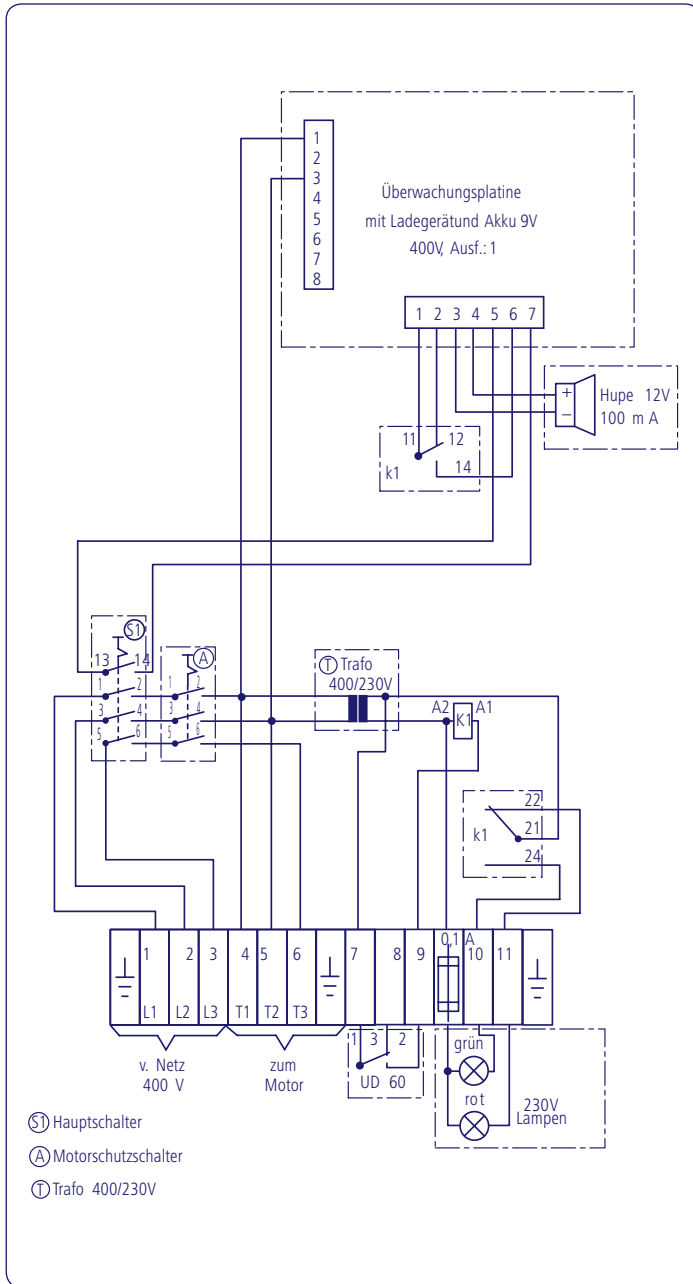 1
2
3
4
5
6
7
8
Überwachungsplatine
mit Ladegerätund Akku 9V
400V, Ausf.: 1
1 2 3 4 5 6 7
+
–
Hupe 12V
100 m A
11 12
14
k1
S1
13 14
1 2
3 4
5 6
A
1 2
3 4
5 6
T Trafo
400/230V
A2 K1 A1
22
21
24
k1
1 2 3 4 5 6 7 8 9 0,1 A 10 11
L1 L2 L3 T1 T2 T3
v. Netz
400 V
zum
Motor
1 3 2
UD 60
grün
rot
230V
Lampen
S1 Hauptschalter
A Motorschutzschalter
T Trafo 400/230V